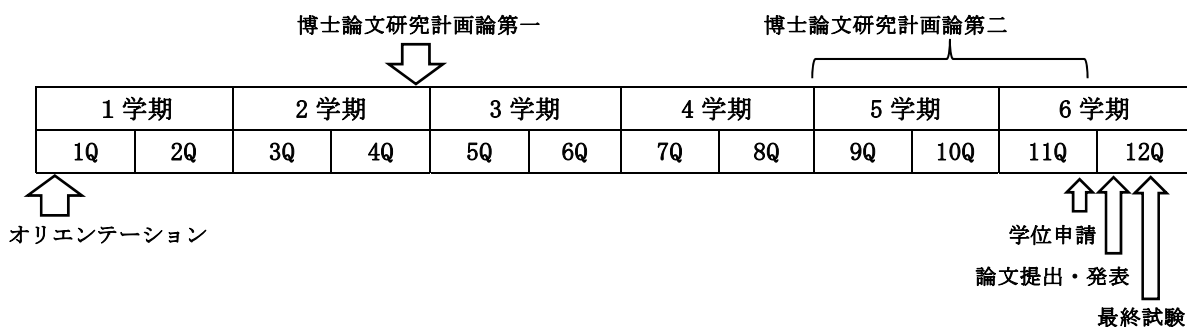 博士論文研究計画論第一 博士論文研究計画論第二
1 学期 2 学期 3 学期 4 学期 5 学期 6 学期
1Q 2Q 3Q 4Q 5Q 6Q 7Q 8Q 9Q 10Q 11Q 12Q
オリエンテーション 学位申請
論文提出・発表
最終試験